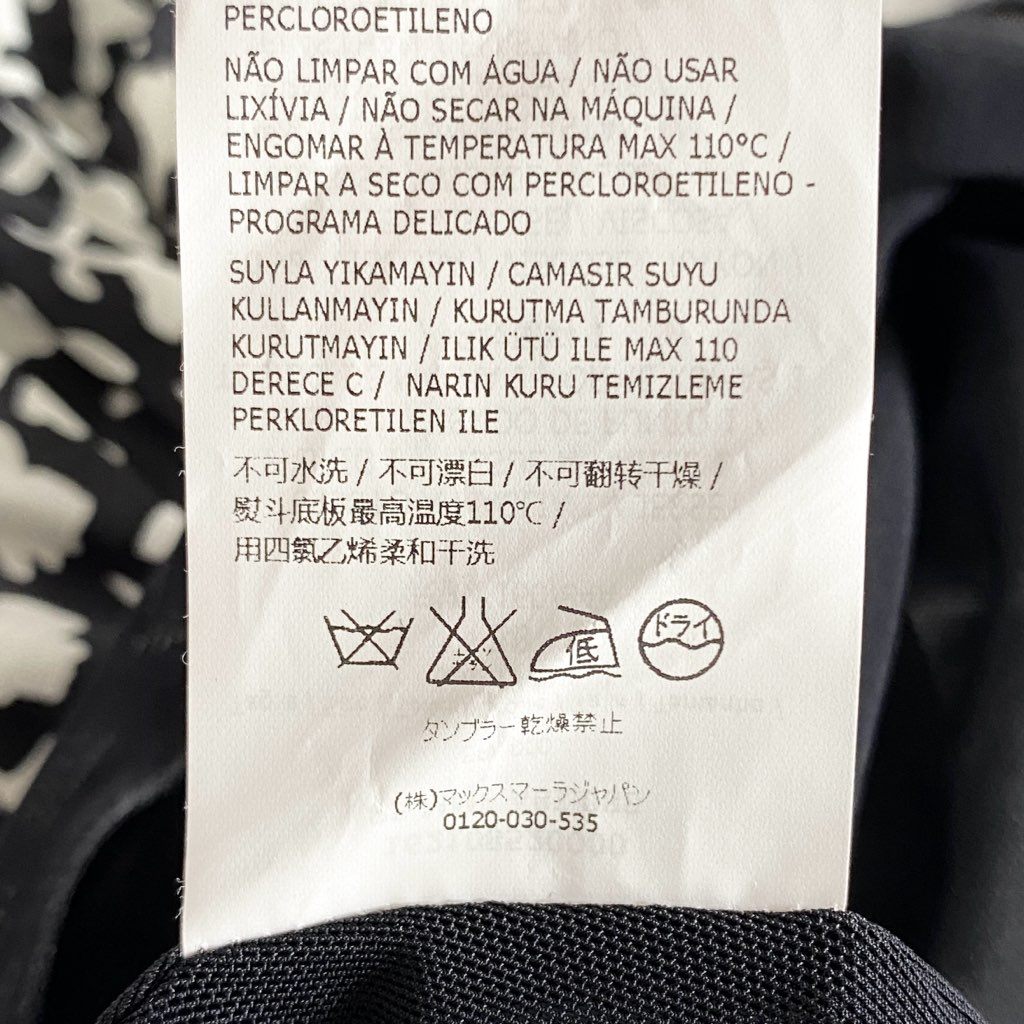 PERCLOROETILENO
NÃO LIMPAR COM ÁGUA / NÃO USAR
LIXÍVIA / NÃO SECAR NA MÁQUINA /
ENGOMAR À TEMPERATURA MAX 110°C /
LIMPAR A SECO COM PERCLOROETILENO -
PROGRAMA DELICADO
SUYLA YIKAMAYIN / CAMASIR SUYU
KULLANMAYIN / KURUTMA TAMBURUNDA
KURUTMAYIN / ILIK ÜTÜ ILE MAX 110
DERECE C / NARIN KURU TEMIZLEME
PERKLORETILEN ILE
不可水洗 / 不可漂白 / 不可翻转干燥 /
熨斗底板最高温度110℃ /
用四氯乙烯柔和干洗
低 ドライ
タンブラー乾燥禁止
(株)マックスマーラジャパン
0120-030-535